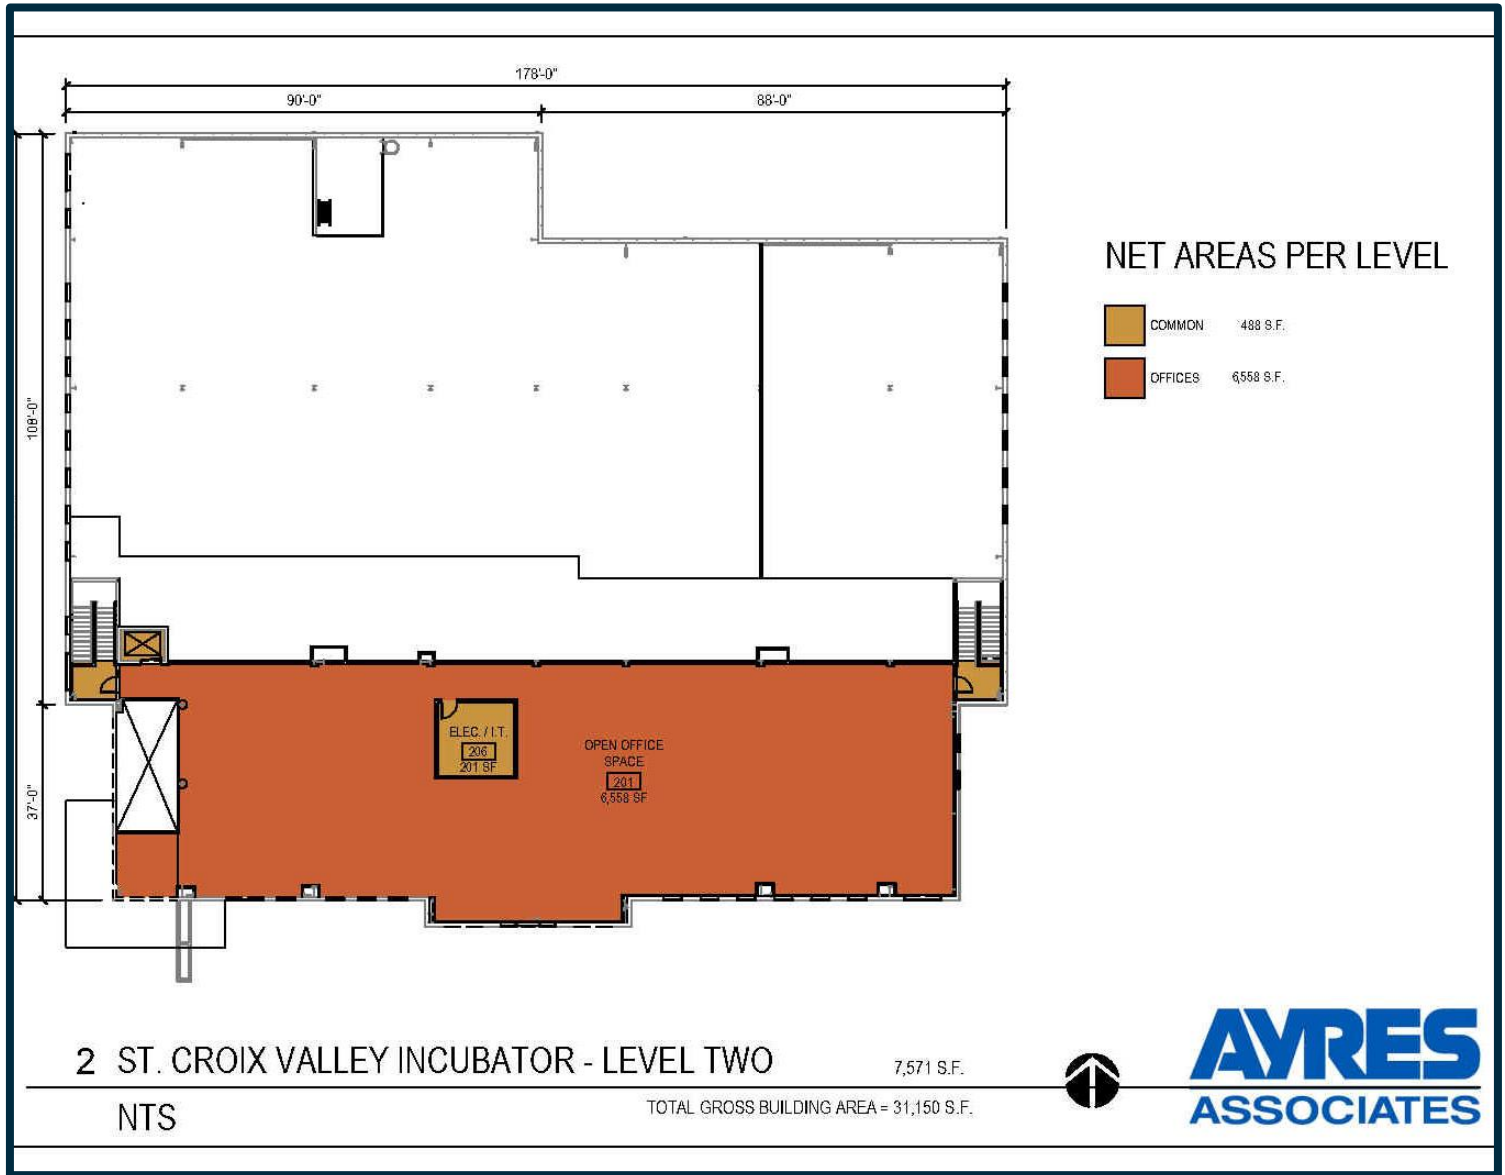 178'-0"
90'-0"
88'-0"
108'-0"
37'-0"
NET AREAS PER LEVEL
COMMON 488 S.F.
OFFICES 6,558 S.F.
ELEC. / I.T.
206
201 SF
OPEN OFFICE
SPACE
201
6,558 SF
2 ST. CROIX VALLEY INCUBATOR - LEVEL TWO 7,571 S.F.
NTS
TOTAL GROSS BUILDING AREA = 31,150 S.F.
AYRES
ASSOCIATES